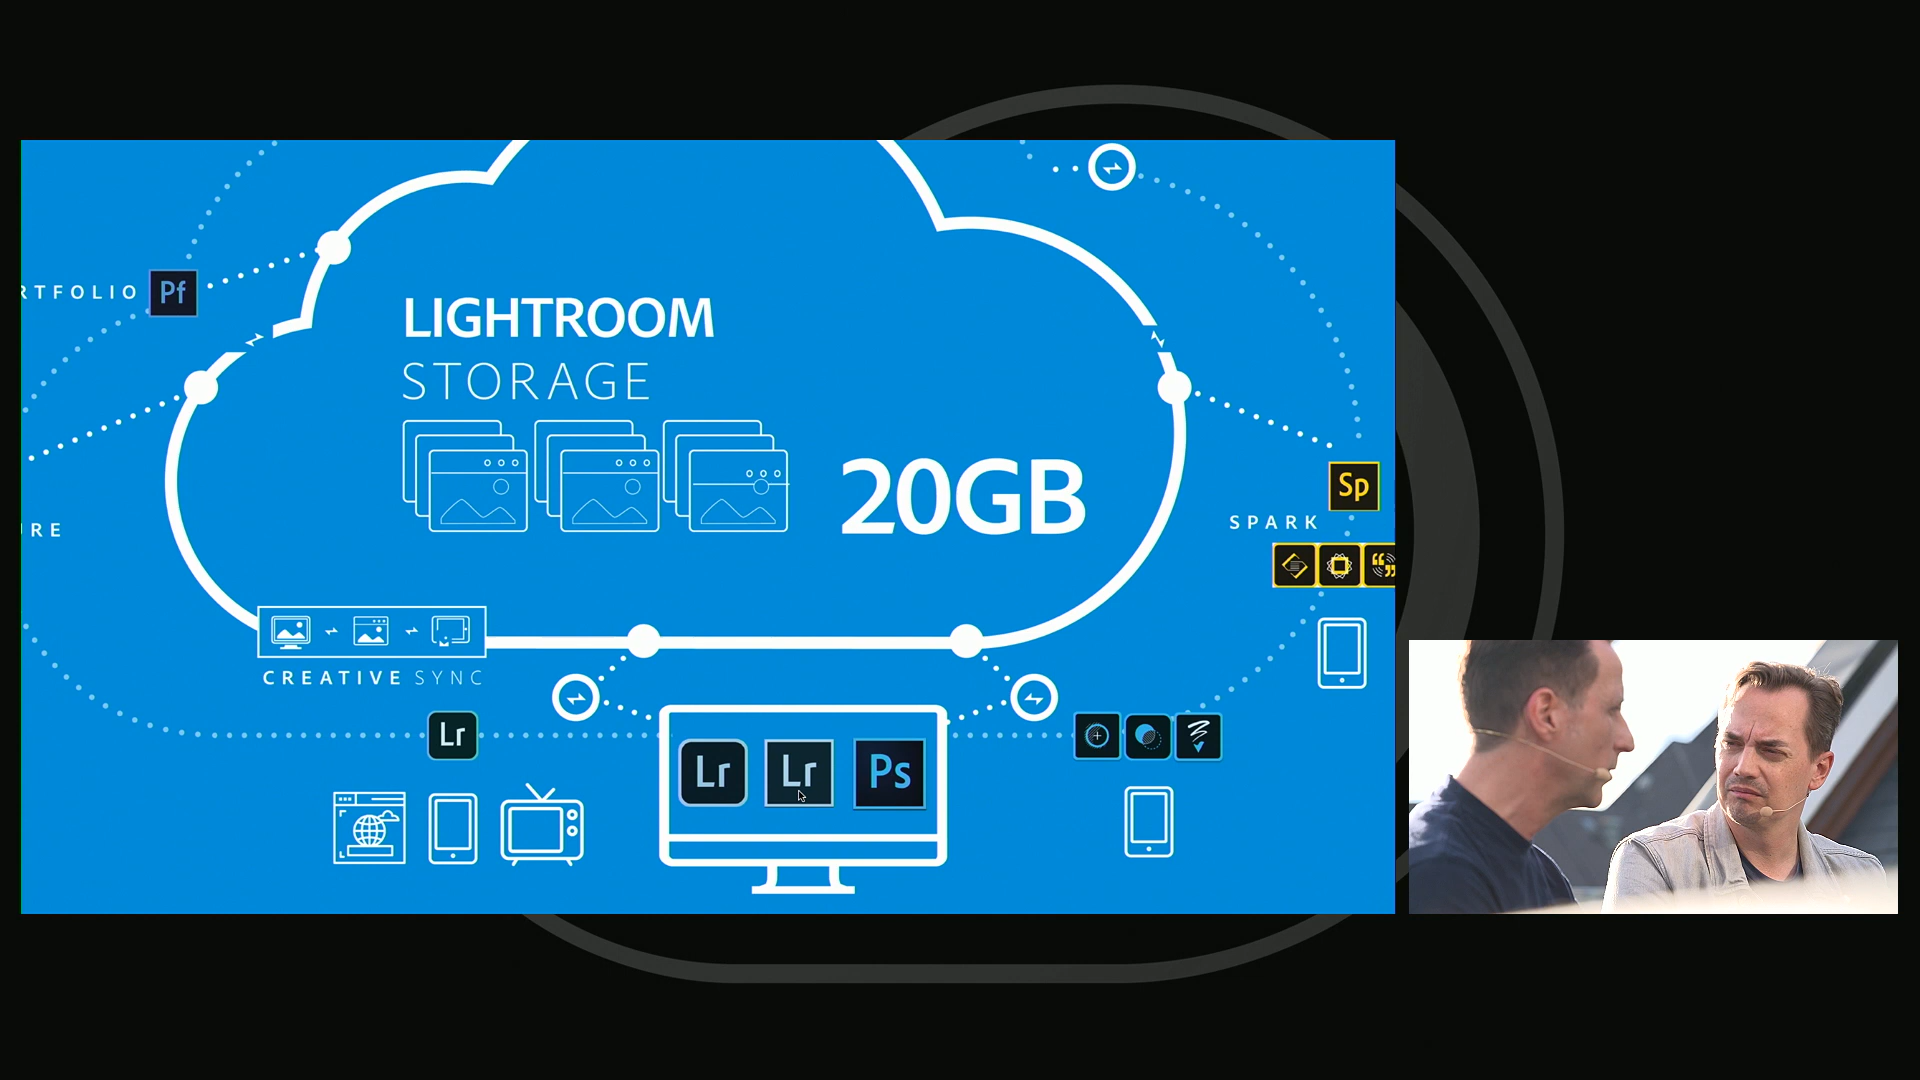 RTFOLIO
Pf
LIGHTROOM
STORAGE
20GB
Sp
SPARK
RE
CREATIVE SYNC
Lr
Lr
Lr
Ps